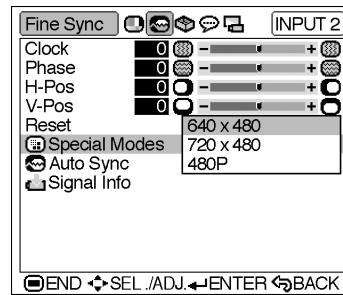 Fine Sync INPUT 2
Clock 0 - +
Phase 0 - +
H-Pos 0 - +
V-Pos 0 - +
Reset
640 x 480
Special Modes
720 x 480
Auto Sync
480P
Signal Info
END SEL./ADJ. ENTER BACK